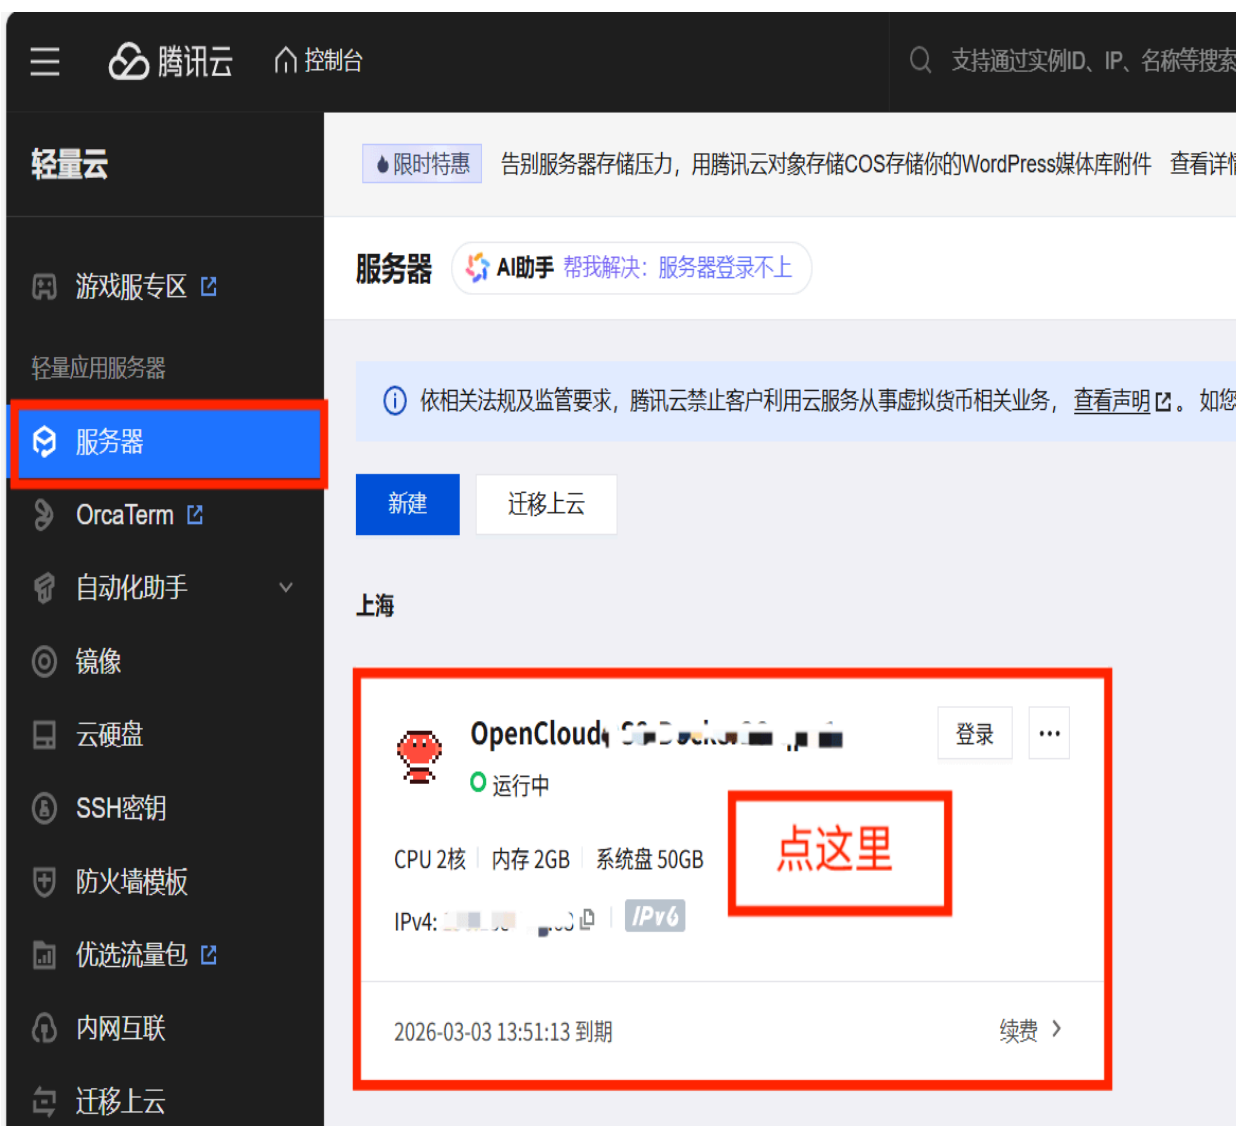 腾讯云
控制台
支持通过实例ID、IP、名称等搜索
轻量云
限时特惠 告别服务器存储压力，用腾讯云对象存储COS存储你的WordPress媒体库附件 查看详情
服务器 AI助手 帮我解决：服务器登录不上
游戏服专区
轻量应用服务器
服务器
OrcaTerm
自动化助手
镜像
云硬盘
SSH密钥
防火墙模板
优选流量包
内网互联
迁移上云
依相关法规及监管要求，腾讯云禁止客户利用云服务从事虚拟货币相关业务，查看声明。如您
新建 迁移上云
上海
OpenCloud
登录 ...
运行中
点这里
CPU 2核 内存 2GB 系统盘 50GB
IPv4: IPv6
2026-03-03 13:51:13 到期 续费